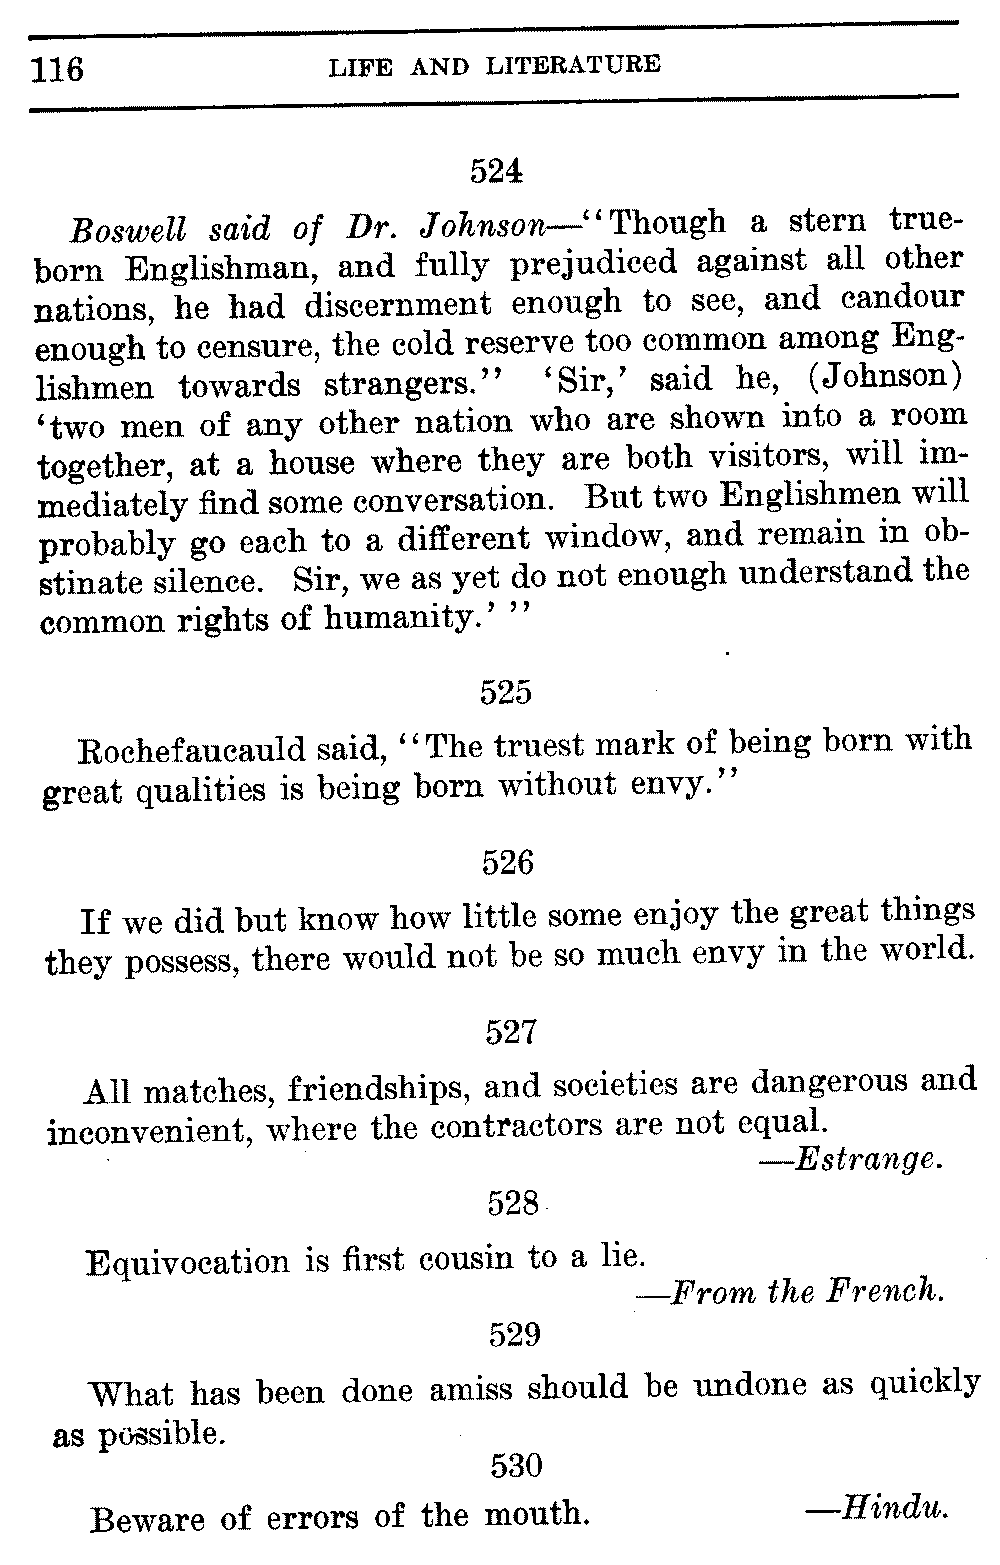 116 LIFE AND LITERATURE
524
Boswell said of Dr. Johnson—“Though a stern true-
born Englishman, and fully prejudiced against all other
nations, he had discernment enough to see, and candour
enough to censure, the cold reserve too common among Eng-
lishmen towards strangers.” ‘Sir,’ said he, (Johnson)
‘two men of any other nation who are shown into a room
together, at a house where they are both visitors, will im-
mediately find some conversation. But two Englishmen will
probably go each to a different window, and remain in ob-
stinate silence. Sir, we as yet do not enough understand the
common rights of humanity.’ ”
525
Rochefaucauld said, “The truest mark of being born with
great qualities is being born without envy.”
526
If we did but know how little some enjoy the great things
they possess, there would not be so much envy in the world.
527
All matches, friendships, and societies are dangerous and
inconvenient, where the contractors are not equal.
—Estrange.
528
Equivocation is first cousin to a lie.
—From the French.
529
What has been done amiss should be undone as quickly
as possible.
530
Beware of errors of the mouth. —Hindu.